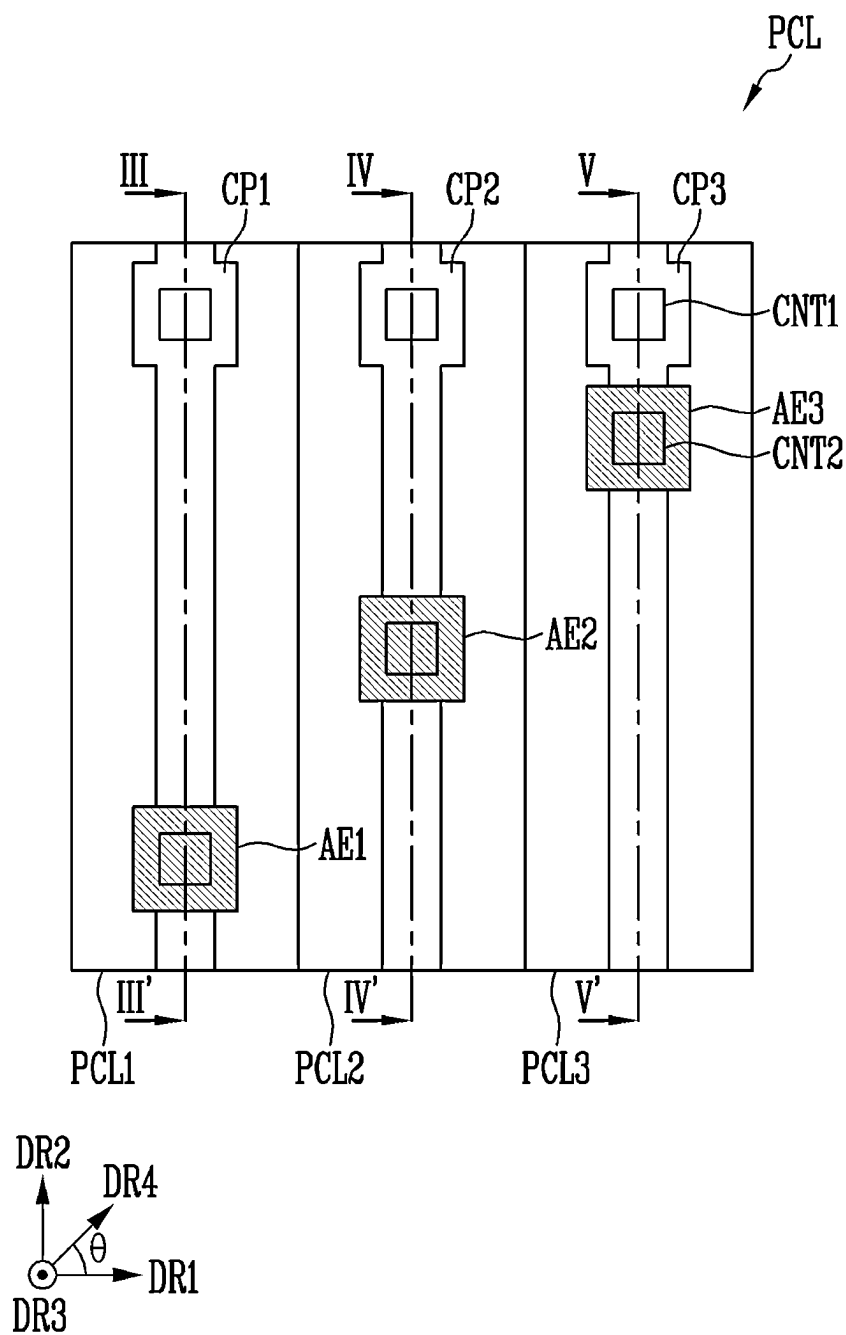 PCL
III IV V
CP1 CP2 CP3
CNT1
AE3
CNT2
AE2
AE1
III' IV' V'
PCL1 PCL2 PCL3
DR2
DR4
θ
DR1
DR3